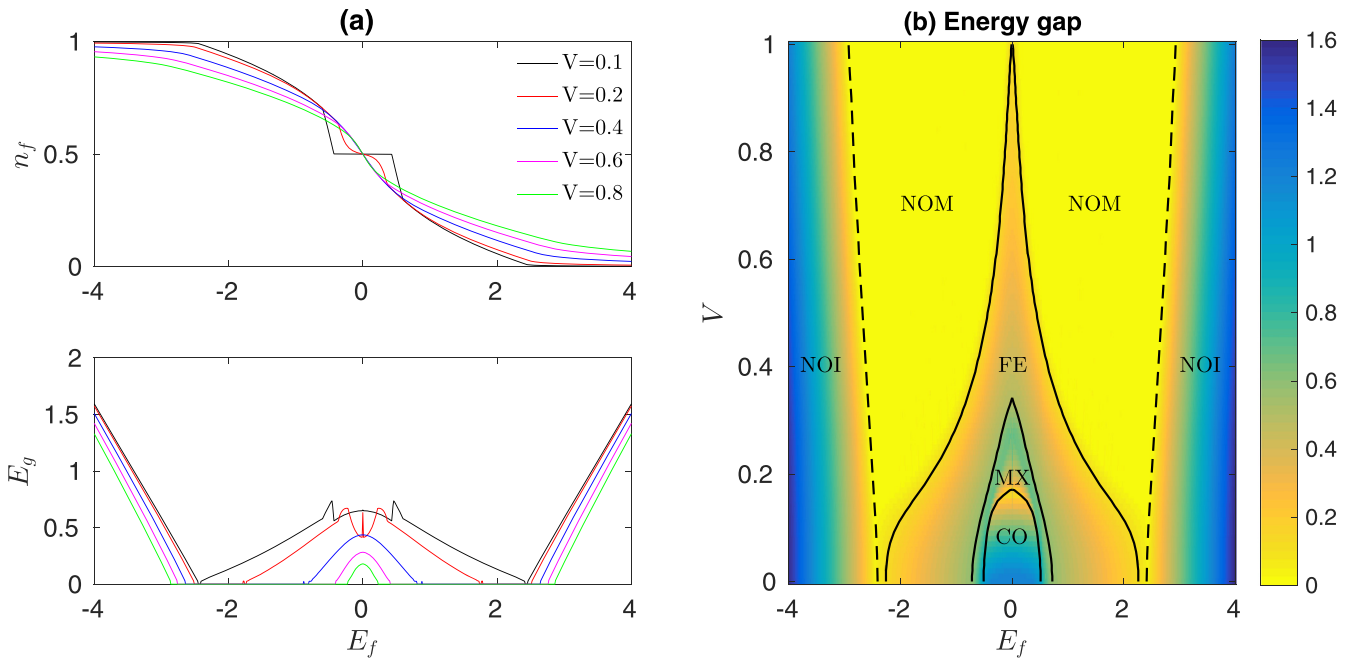 (a)
1
0.5
0
n_f
V=0.1
V=0.2
V=0.4
V=0.6
V=0.8
-4 -2 0 2 4
2
1.5
1
0.5
0
E_g
-4 -2 0 2 4
E_f
(b) Energy gap
1
0.8
0.6
0.4
0.2
0
V
NOM NOM
NOI FE NOI
MX
CO
-4 -2 0 2 4
E_f
1.6
1.4
1.2
1
0.8
0.6
0.4
0.2
0